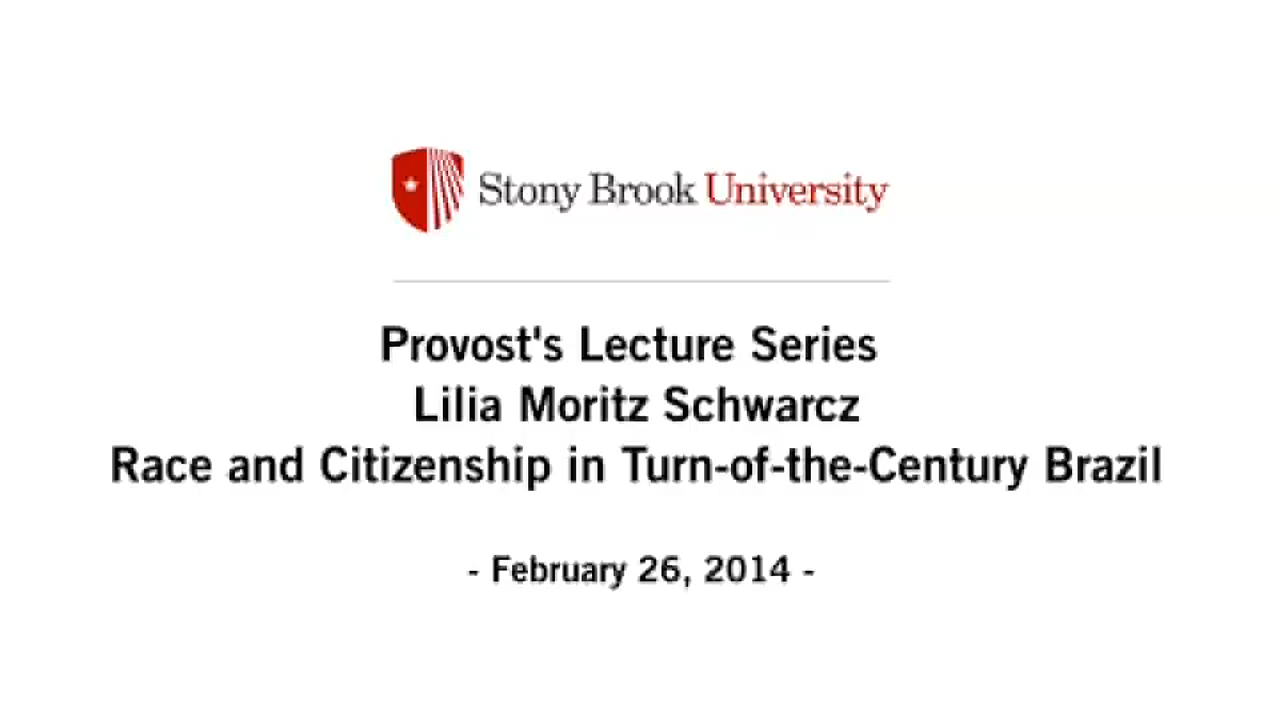 Stony Brook University
Provost's Lecture Series
Lilia Moritz Schwarcz
Race and Citizenship in Turn-of-the-Century Brazil
- February 26, 2014 -